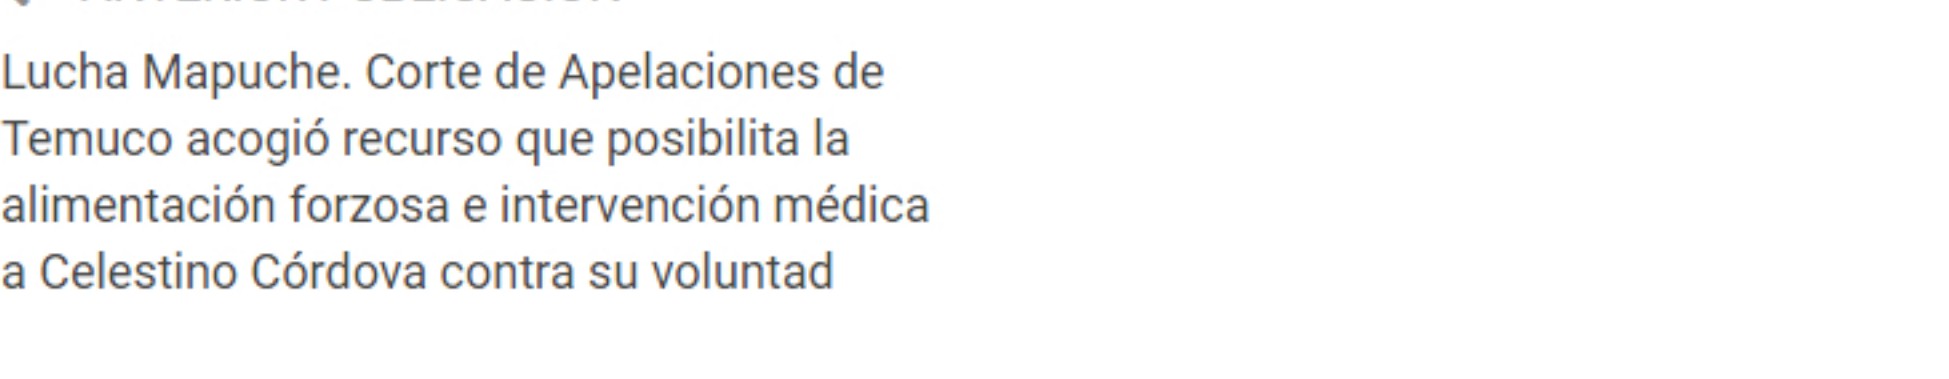 Lucha Mapuche. Corte de Apelaciones de
Temuco acogió recurso que posibilita la
alimentación forzosa e intervención médica
a Celestino Córdova contra su voluntad